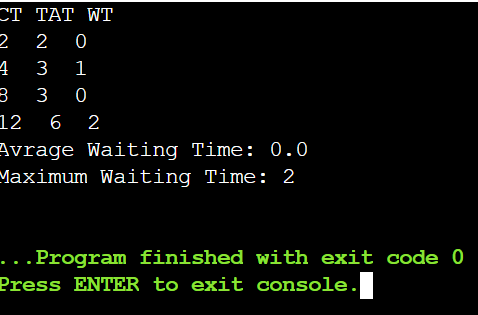 CT TAT WT
2 2 0
4 3 1
8 3 0
12 6 2
Avrage Waiting Time: 0.0
Maximum Waiting Time: 2
...Program finished with exit code 0
Press ENTER to exit console.